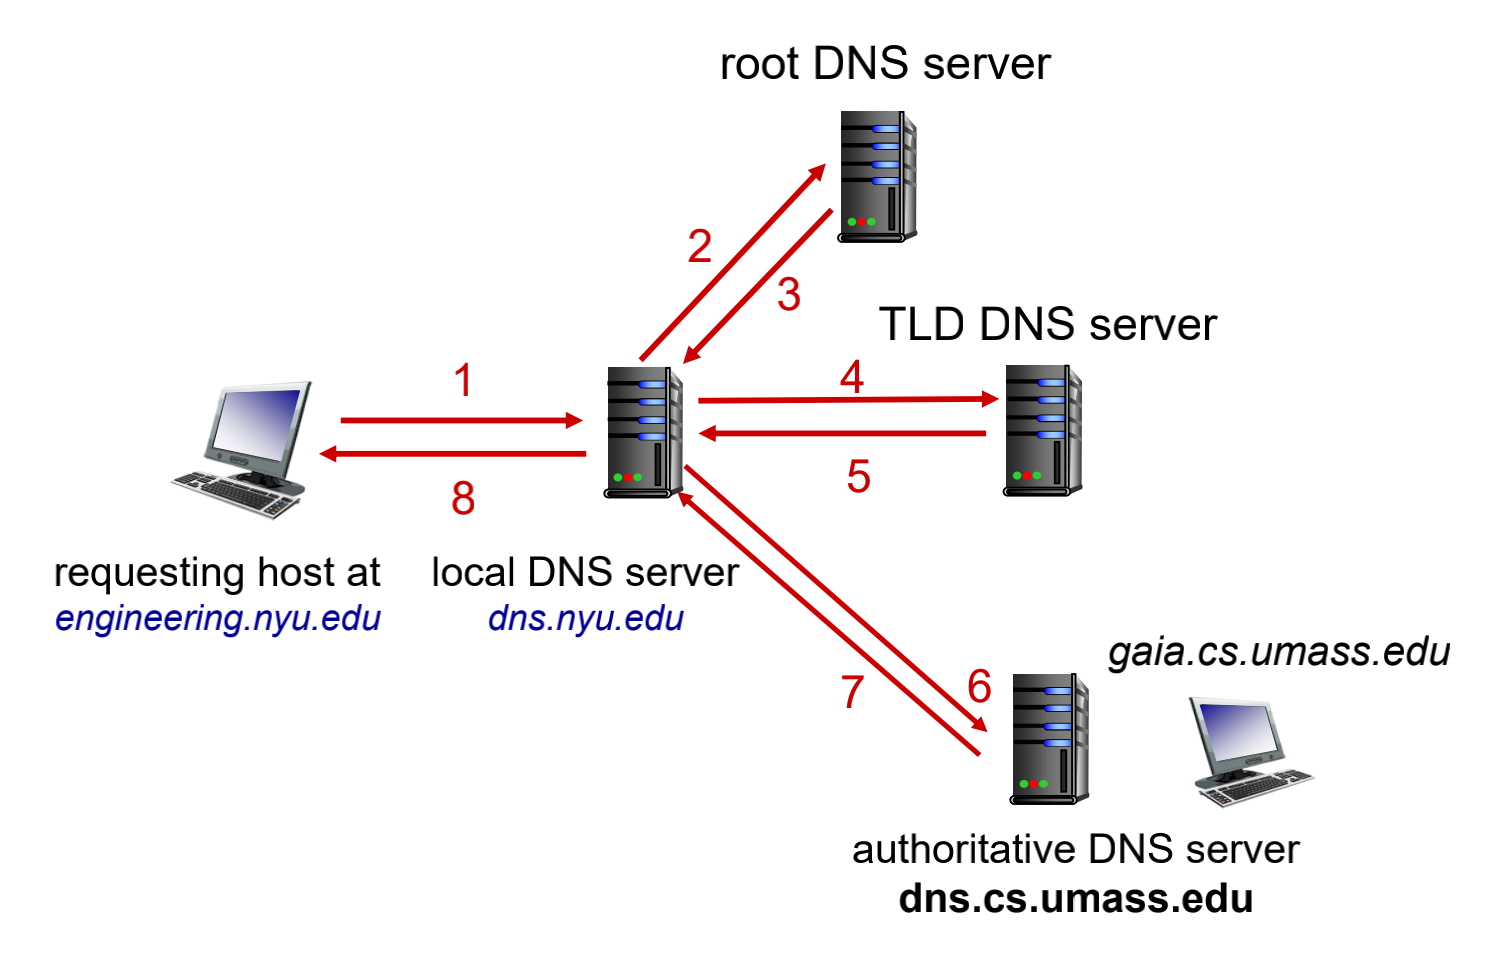 root DNS server
2
3
TLD DNS server
1
4
8
5
requesting host at
engineering.nyu.edu
local DNS server
dns.nyu.edu
gaia.cs.umass.edu
7
6
authoritative DNS server
dns.cs.umass.edu